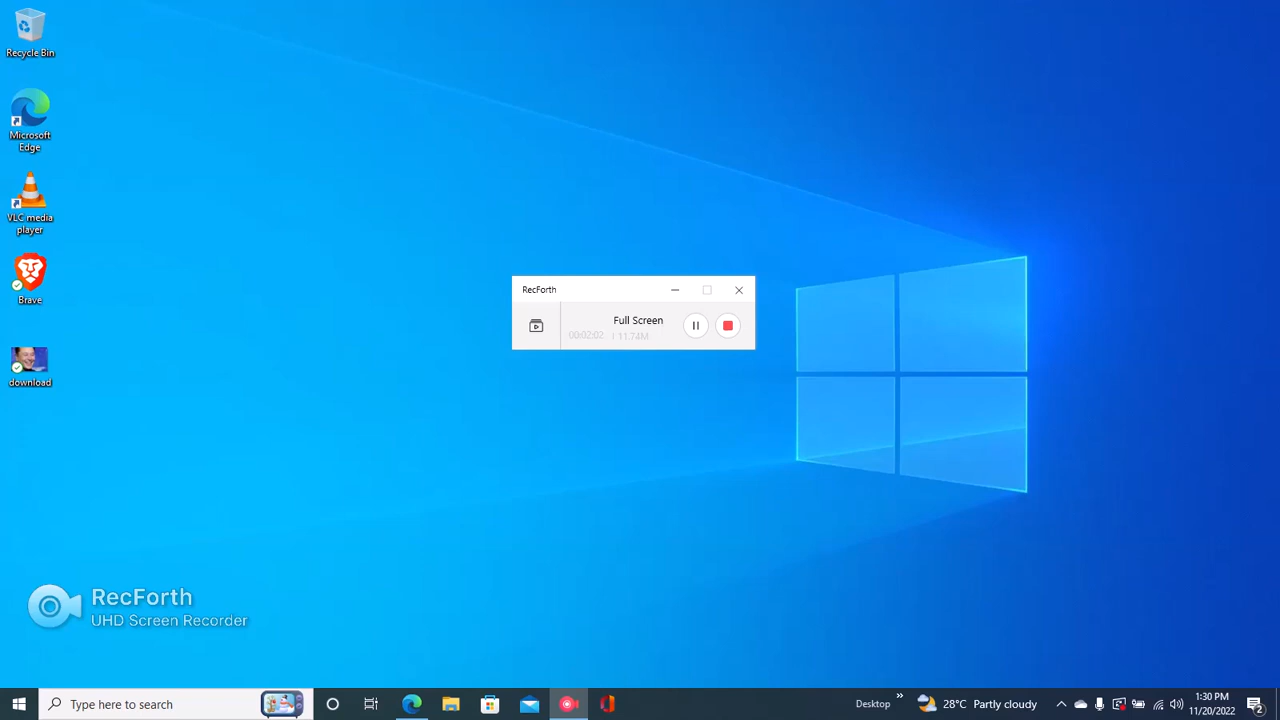 Recycle Bin
Microsoft
Edge
VLC media
player
Brave
download
RecForth
Full Screen
00:02:02 | 11.74M
RecForth
UHD Screen Recorder
Type here to search
Desktop
»
28°C Partly cloudy
1:30 PM
11/20/2022
2